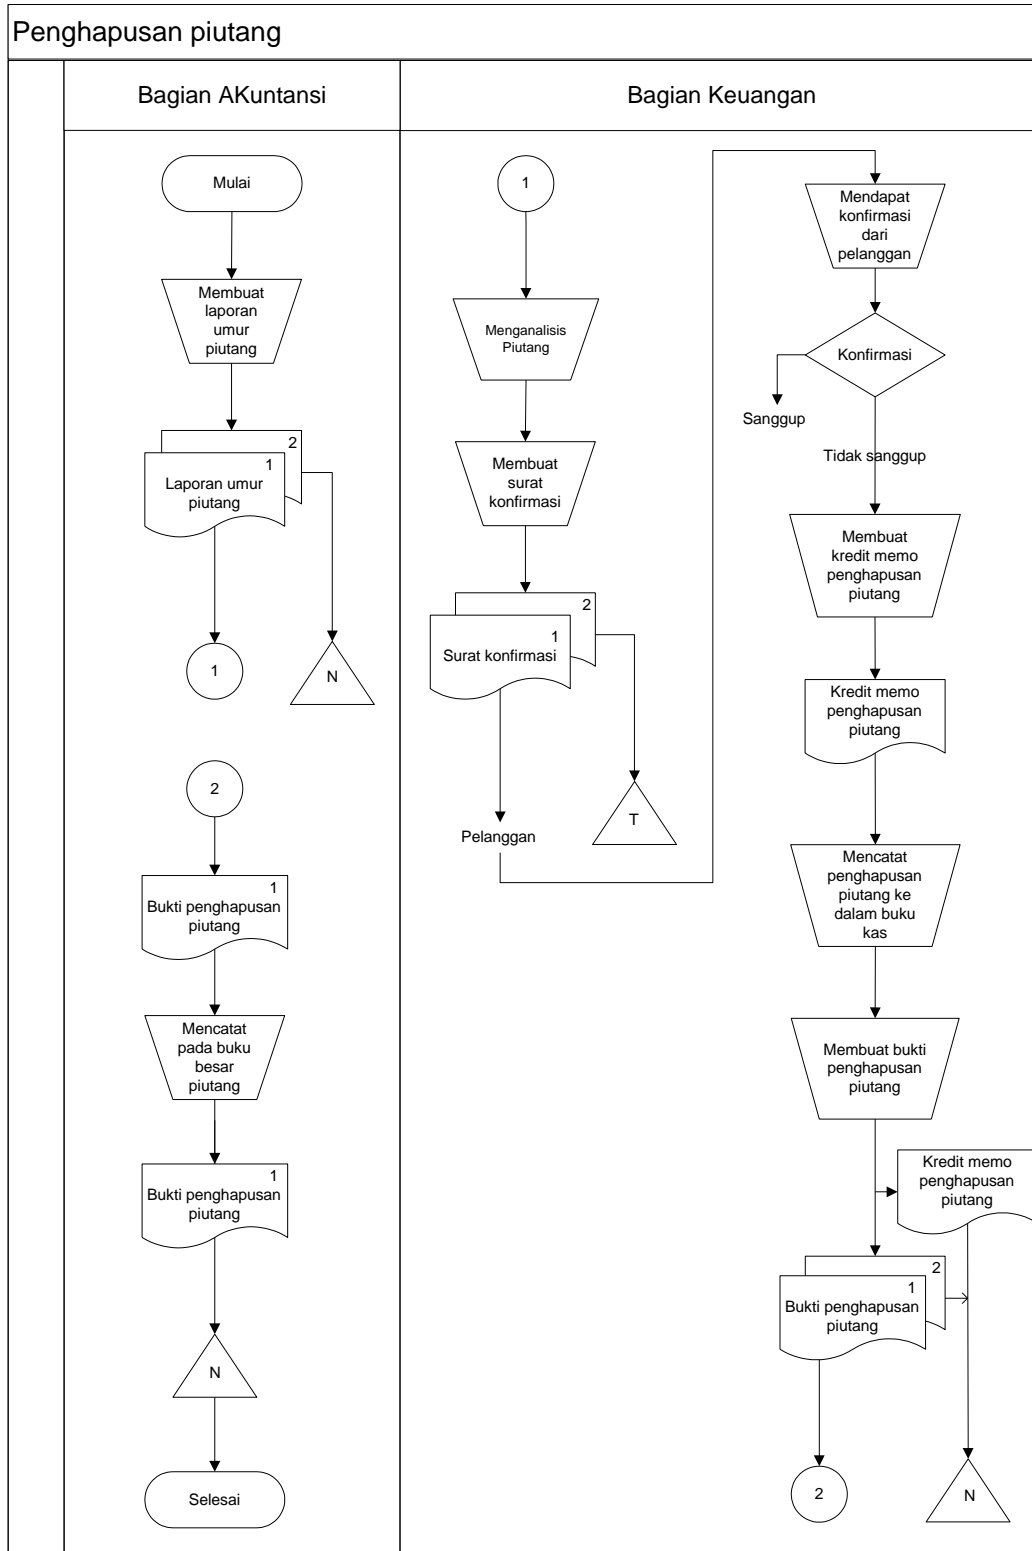 Penghapusan piutang
Bagian AKuntansi
Bagian Keuangan
Mulai
Membuat
laporan
umur
piutang
2
1
Laporan umur
piutang
1
N
2
1
Bukti penghapusan
piutang
Mencatat
pada buku
besar
piutang
1
Bukti penghapusan
piutang
N
Selesai
1
Menganalisis
Piutang
Membuat
surat
konfirmasi
2
1
Surat konfirmasi
T
Pelanggan
Mendapat
konfirmasi
dari
pelanggan
Konfirmasi
Sanggup
Tidak sanggup
Membuat
kredit memo
penghapusan
piutang
Kredit memo
penghapusan
piutang
Mencatat
penghapusan
piutang ke
dalam buku
kas
Membuat bukti
penghapusan
piutang
Kredit memo
penghapusan
piutang
2
1
Bukti penghapusan
piutang
2
N